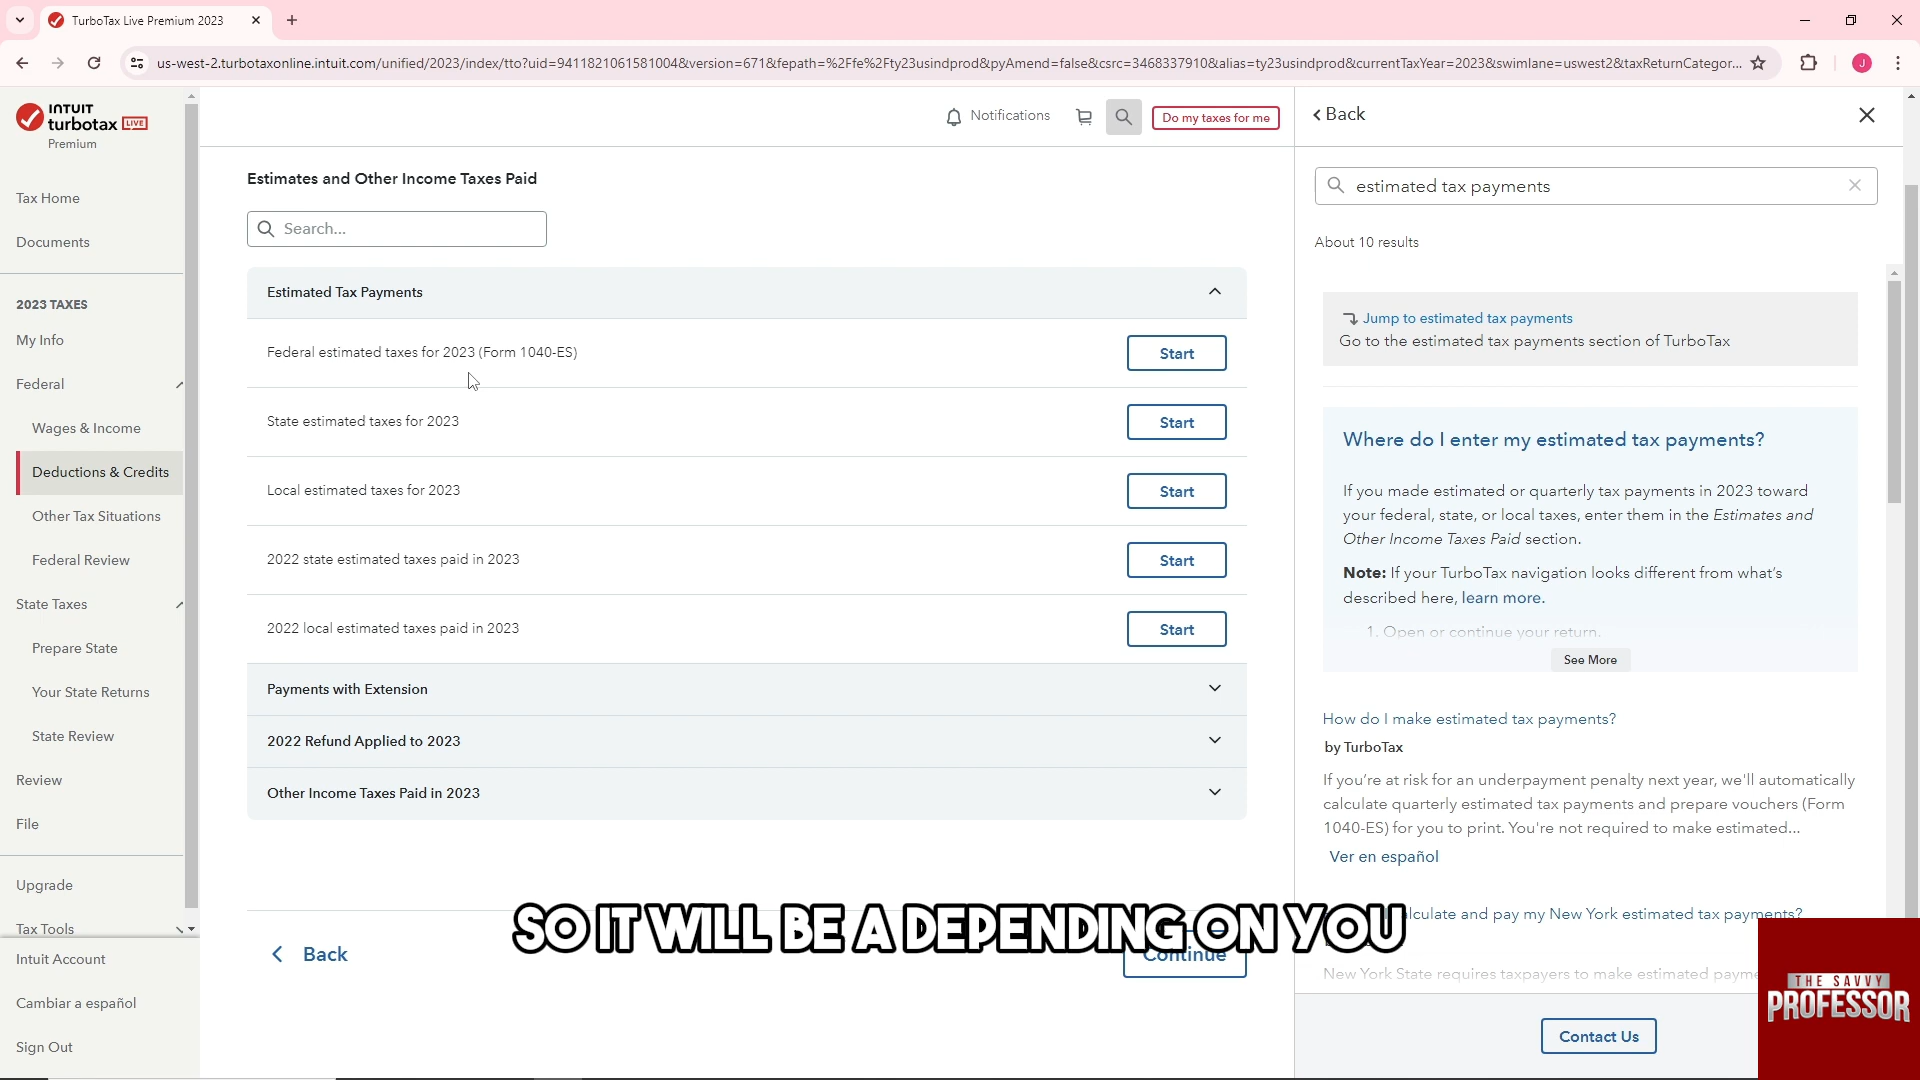 TurboTax Live Premium 2023
us-west-2.turbotaxonline.intuit.com/unified/2023/index/tto?uid=9411821061581004&version=671&fepath=%2Ffe%2Fty23usindprod&pyAmend=false&csrc=3468337910&alias=ty23usindprod&currentTaxYear=2023&swimlane=uswest2&taxReturnCategor...
J
INTUIT
turbotax LIVE
Premium
Tax Home
Documents
2023 TAXES
My Info
Federal
Wages & Income
Deductions & Credits
Other Tax Situations
Federal Review
State Taxes
Prepare State
Your State Returns
State Review
Review
File
Upgrade
Tax Tools
Intuit Account
Cambiar a español
Sign Out
Notifications
Do my taxes for me
Estimates and Other Income Taxes Paid
Search...
Estimated Tax Payments
Federal estimated taxes for 2023 (Form 1040-ES) Start
State estimated taxes for 2023 Start
Local estimated taxes for 2023 Start
2022 state estimated taxes paid in 2023 Start
2022 local estimated taxes paid in 2023 Start
Payments with Extension
2022 Refund Applied to 2023
Other Income Taxes Paid in 2023
Back
Continue
SO IT WILL BE A DEPENDING ON YOU
Back
estimated tax payments
About 10 results
Jump to estimated tax payments
Go to the estimated tax payments section of TurboTax
Where do I enter my estimated tax payments?
If you made estimated or quarterly tax payments in 2023 toward
your federal, state, or local taxes, enter them in the Estimates and
Other Income Taxes Paid section.
Note: If your TurboTax navigation looks different from what's
described here, learn more.
1. Open or continue your return.
See More
How do I make estimated tax payments?
by TurboTax
If you're at risk for an underpayment penalty next year, we'll automatically
calculate quarterly estimated tax payments and prepare vouchers (Form
1040-ES) for you to print. You're not required to make estimated...
Ver en español
and pay my New York estimated tax payments?
New York State requires taxpayers to make estimated
Contact Us
THE SAVVY
PROFESSOR